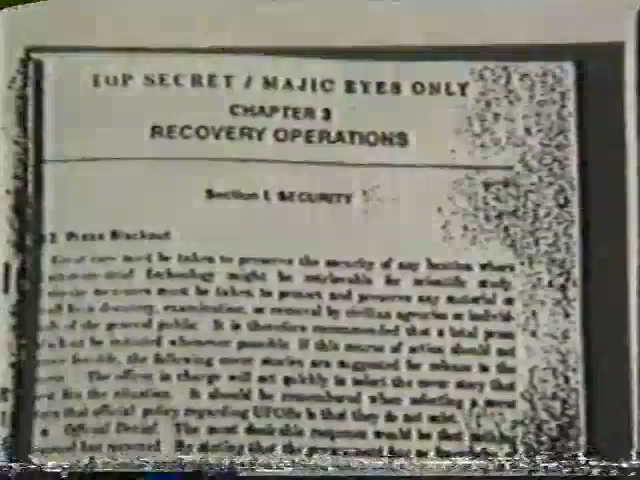 TOP SECRET / MAJIC EYES ONLY
CHAPTER 3
RECOVERY OPERATIONS
Section I. SECURITY
12. Press Blackout
Great care must be taken to preserve the security of any location where
Technology might be retrievable for scientific study.
measures must be taken to protect and preserve any material or
discovery, examination, or removal by civilian agencies or individ-
of the general public. It is therefore recommended that a total press
be initiated whenever possible. If this course of action should not
feasible, the following cover stories are suggested for release to the
The officer in charge will act quickly to select the cover story that
fits the situation. It should be remembered when selecting a cover
that official policy regarding UFOBs is that they do not exist.
a. Official Denial. The most desirable response would be that nothing
has occurred. By stating that the government has no